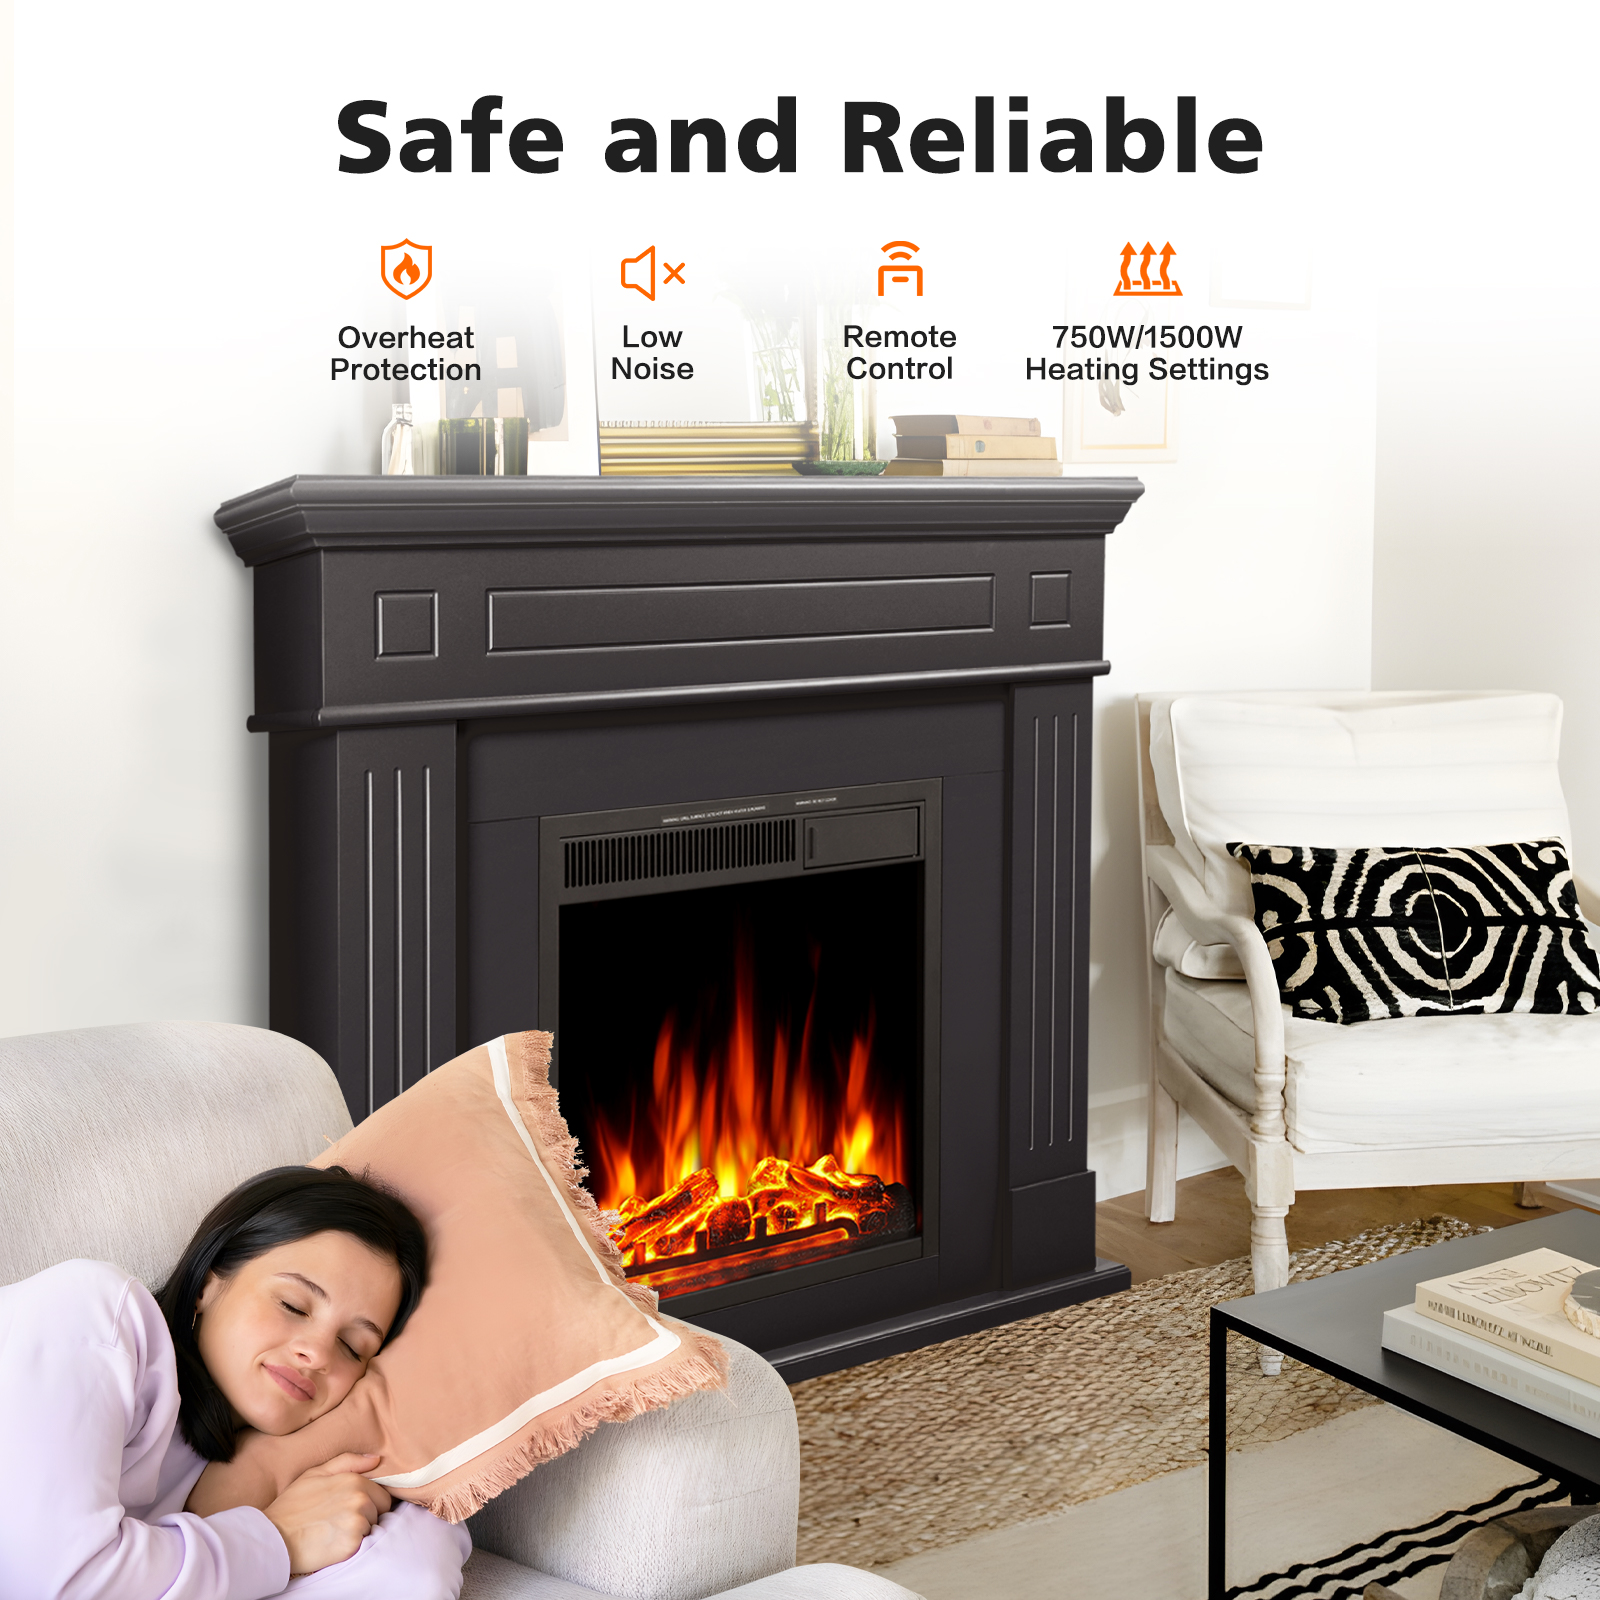 Safe and Reliable
Overheat
Protection
Low
Noise
Remote
Control
750W/1500W
Heating Settings